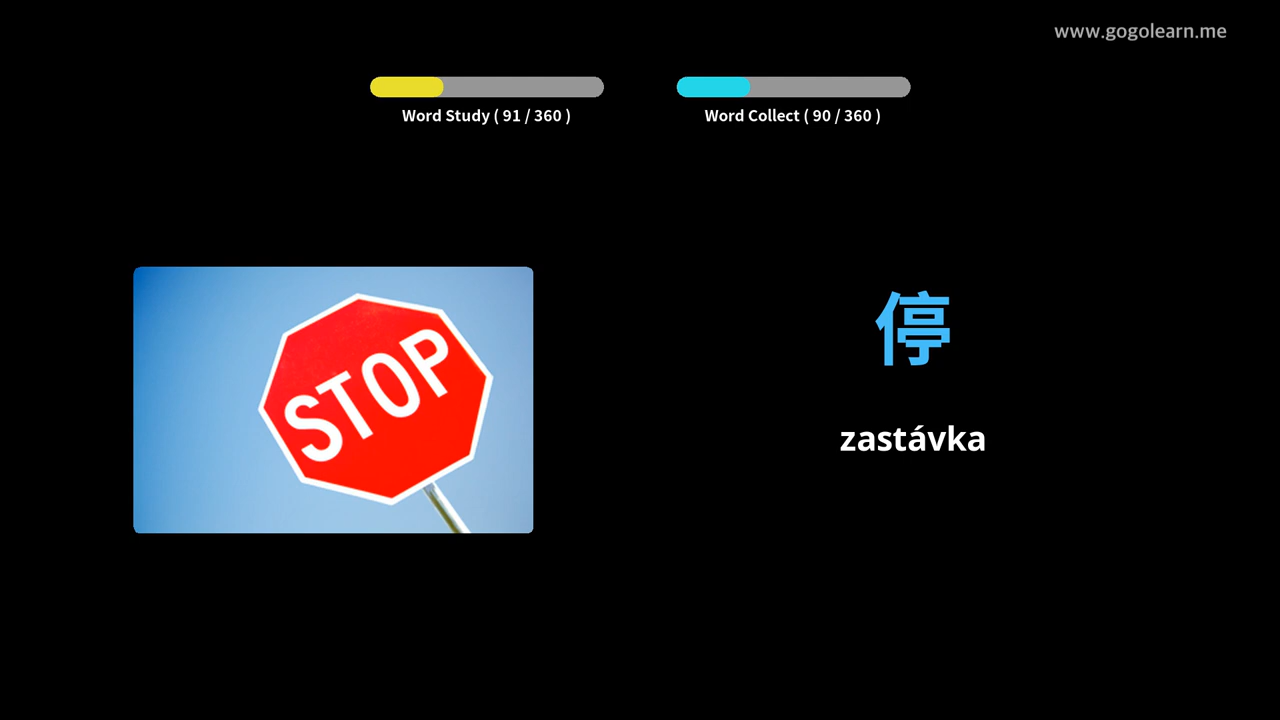 www.gogolearn.me
Word Study ( 91 / 360 )
Word Collect ( 90 / 360 )
STOP
停
zastávka